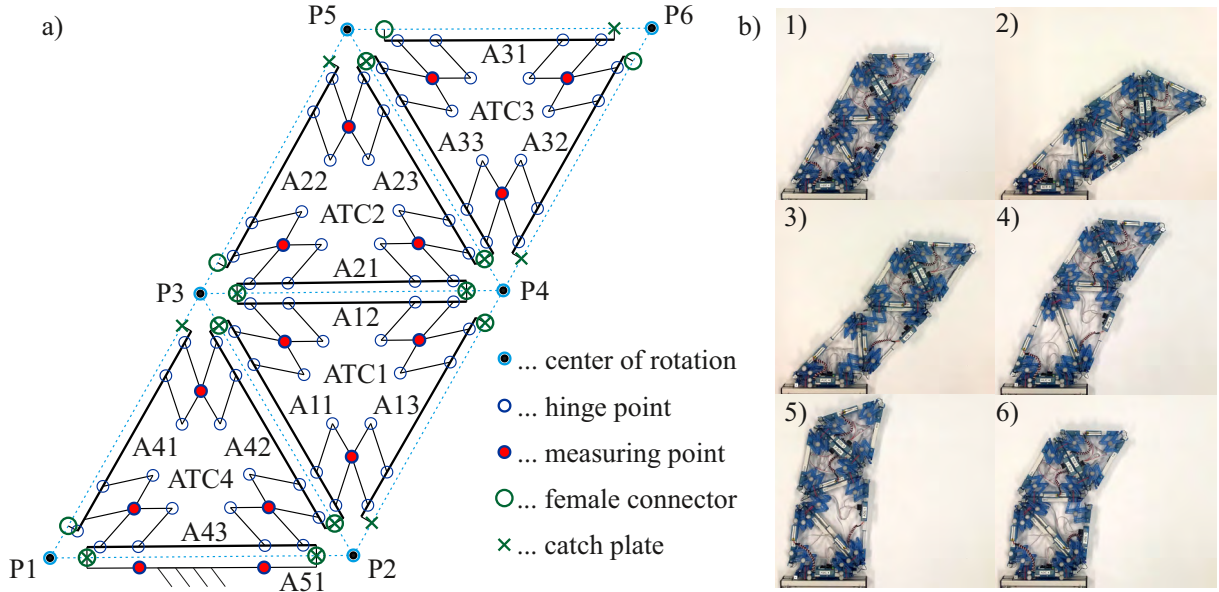 a)
P5
P6
A31
ATC3
A33
A32
A22
A23
ATC2
A21
P3
P4
A12
ATC1
A11
A13
A41
A42
ATC4
A43
P1
P2
A51
... center of rotation
... hinge point
... measuring point
... female connector
... catch plate
b)
1)
2)
3)
4)
5)
6)